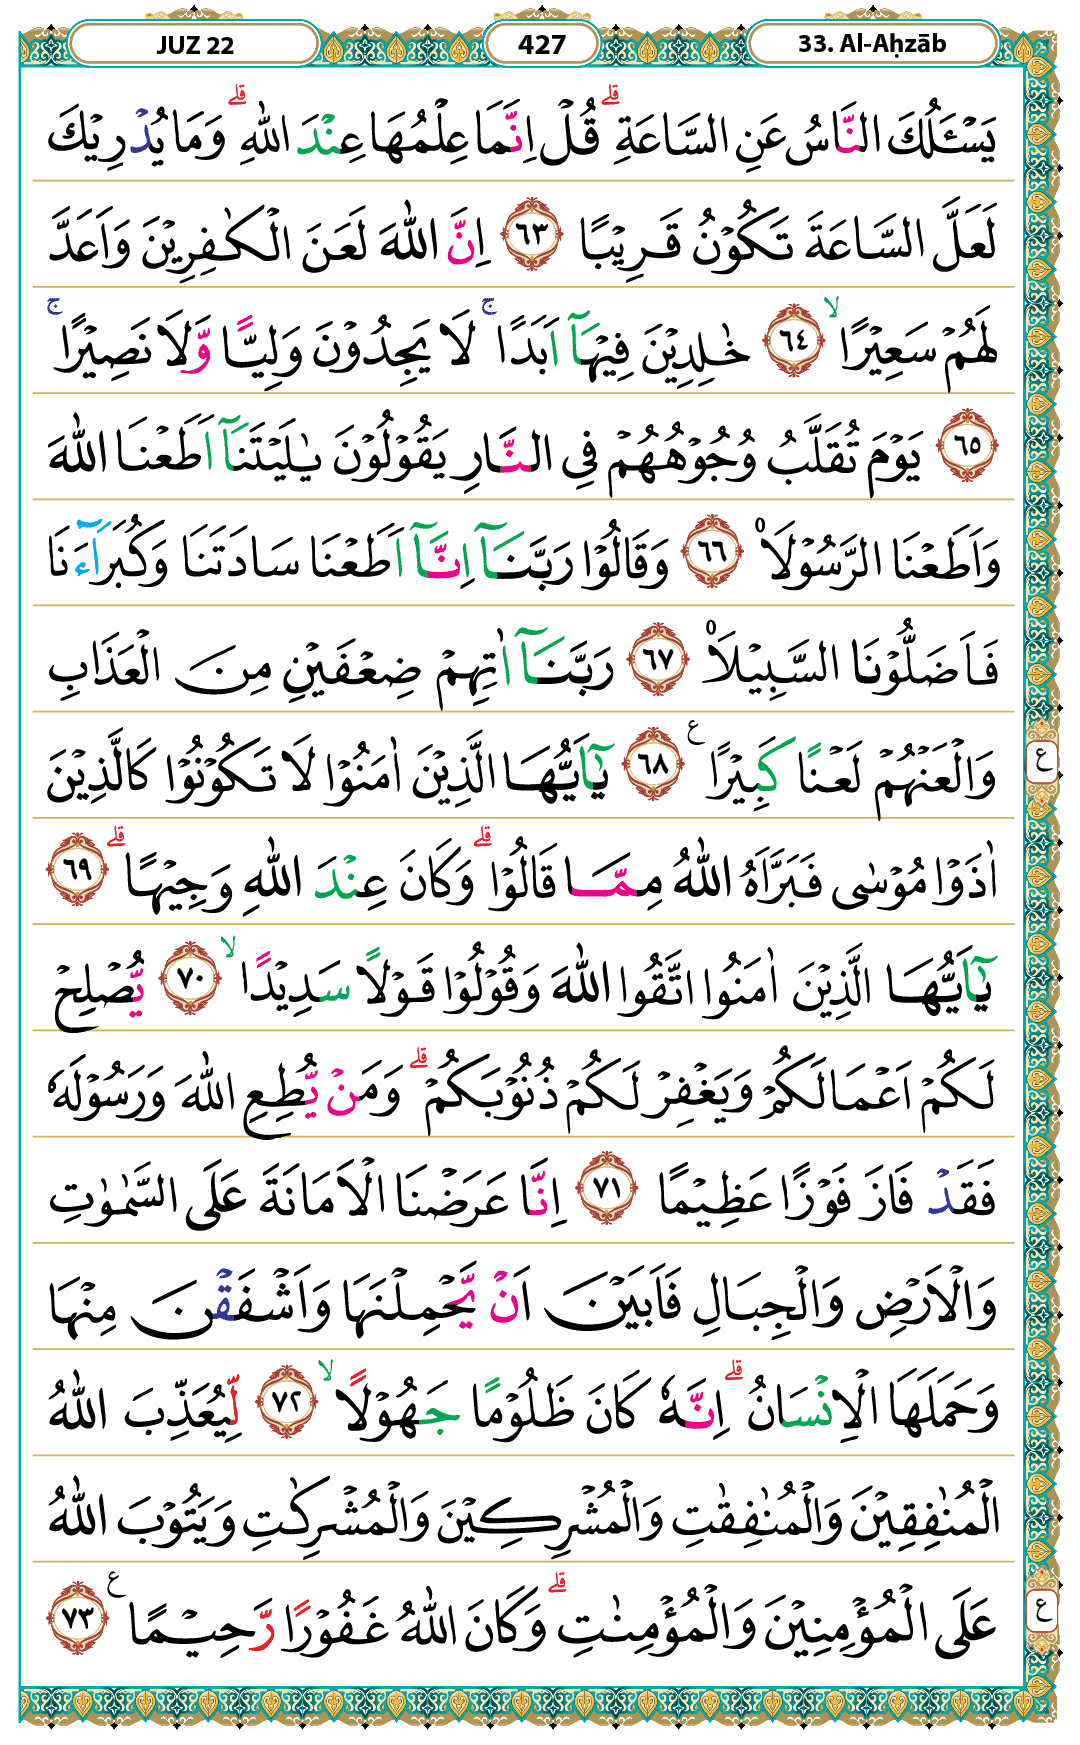 JUZ 22
427
33. Al-Aḥzāb
يَسْـَٔلُكَ النَّاسُ عَنِ السَّاعَةِ ۗ قُلْ اِنَّمَا عِلْمُهَا عِنْدَ اللّٰهِ ۗ وَمَا يُدْرِيْكَ
لَعَلَّ السَّاعَةَ تَكُوْنُ قَرِيْبًا ٦٣ اِنَّ اللّٰهَ لَعَنَ الْكٰفِرِيْنَ وَاَعَدَّ
لَهُمْ سَعِيْرًا ۙ ٦٤ خٰلِدِيْنَ فِيْهَآ اَبَدًا ۚ لَا يَجِدُوْنَ وَلِيًّا وَّلَا نَصِيْرًا ۚ
٦٥ يَوْمَ تُقَلَّبُ وُجُوْهُهُمْ فِى النَّارِ يَقُوْلُوْنَ يٰلَيْتَنَآ اَطَعْنَا اللّٰهَ
وَاَطَعْنَا الرَّسُوْلَا۠ ٦٦ وَقَالُوْا رَبَّنَآ اِنَّآ اَطَعْنَا سَادَتَنَا وَكُبَرَاۤءَنَا
فَاَضَلُّوْنَا السَّبِيْلَا۠ ٦٧ رَبَّنَآ اٰتِهِمْ ضِعْفَيْنِ مِنَ الْعَذَابِ
وَالْعَنْهُمْ لَعْنًا كَبِيْرًا ࣖ ٦٨ يٰٓاَيُّهَا الَّذِيْنَ اٰمَنُوْا لَا تَكُوْنُوْا كَالَّذِيْنَ
ع
اٰذَوْا مُوْسٰى فَبَرَّاَهُ اللّٰهُ مِمَّا قَالُوْا ۗ وَكَانَ عِنْدَ اللّٰهِ وَجِيْهًا ۗ ٦٩
يٰٓاَيُّهَا الَّذِيْنَ اٰمَنُوا اتَّقُوا اللّٰهَ وَقُوْلُوْا قَوْلًا سَدِيْدًا ۙ ٧٠ يُّصْلِحْ
لَكُمْ اَعْمَالَكُمْ وَيَغْفِرْ لَكُمْ ذُنُوْبَكُمْ ۗ وَمَنْ يُّطِعِ اللّٰهَ وَرَسُوْلَهٗ
فَقَدْ فَازَ فَوْزًا عَظِيْمًا ٧١ اِنَّا عَرَضْنَا الْاَمَانَةَ عَلَى السَّمٰوٰتِ
وَالْاَرْضِ وَالْجِبَالِ فَاَبَيْنَ اَنْ يَّحْمِلْنَهَا وَاَشْفَقْنَ مِنْهَا
وَحَمَلَهَا الْاِنْسَانُ ۗ اِنَّهٗ كَانَ ظَلُوْمًا جَهُوْلًا ۙ ٧٢ لِّيُعَذِّبَ اللّٰهُ
الْمُنٰفِقِيْنَ وَالْمُنٰفِقٰتِ وَالْمُشْرِكِيْنَ وَالْمُشْرِكٰتِ وَيَتُوْبَ اللّٰهُ
عَلَى الْمُؤْمِنِيْنَ وَالْمُؤْمِنٰتِ ۗ وَكَانَ اللّٰهُ غَفُوْرًا رَّحِيْمًا ࣖ ٧٣
ع